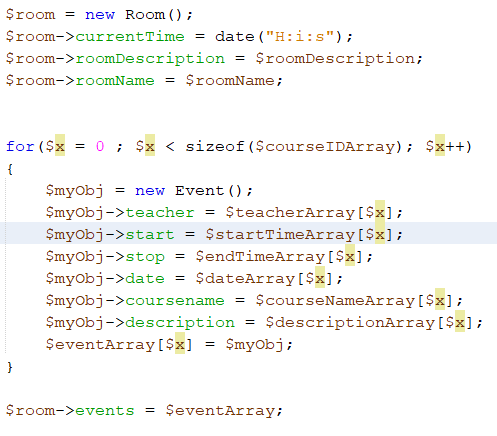 $room = new Room();
$room->currentTime = date("H:i:s");
$room->roomDescription = $roomDescription;
$room->roomName = $roomName;
for($x = 0 ; $x < sizeof($courseIDArray); $x++)
{
$myObj = new Event();
$myObj->teacher = $teacherArray[$x];
$myObj->start = $startTimeArray[$x];
$myObj->stop = $endTimeArray[$x];
$myObj->date = $dateArray[$x];
$myObj->coursename = $courseNameArray[$x];
$myObj->description = $descriptionArray[$x];
$eventArray[$x] = $myObj;
}
$room->events = $eventArray;